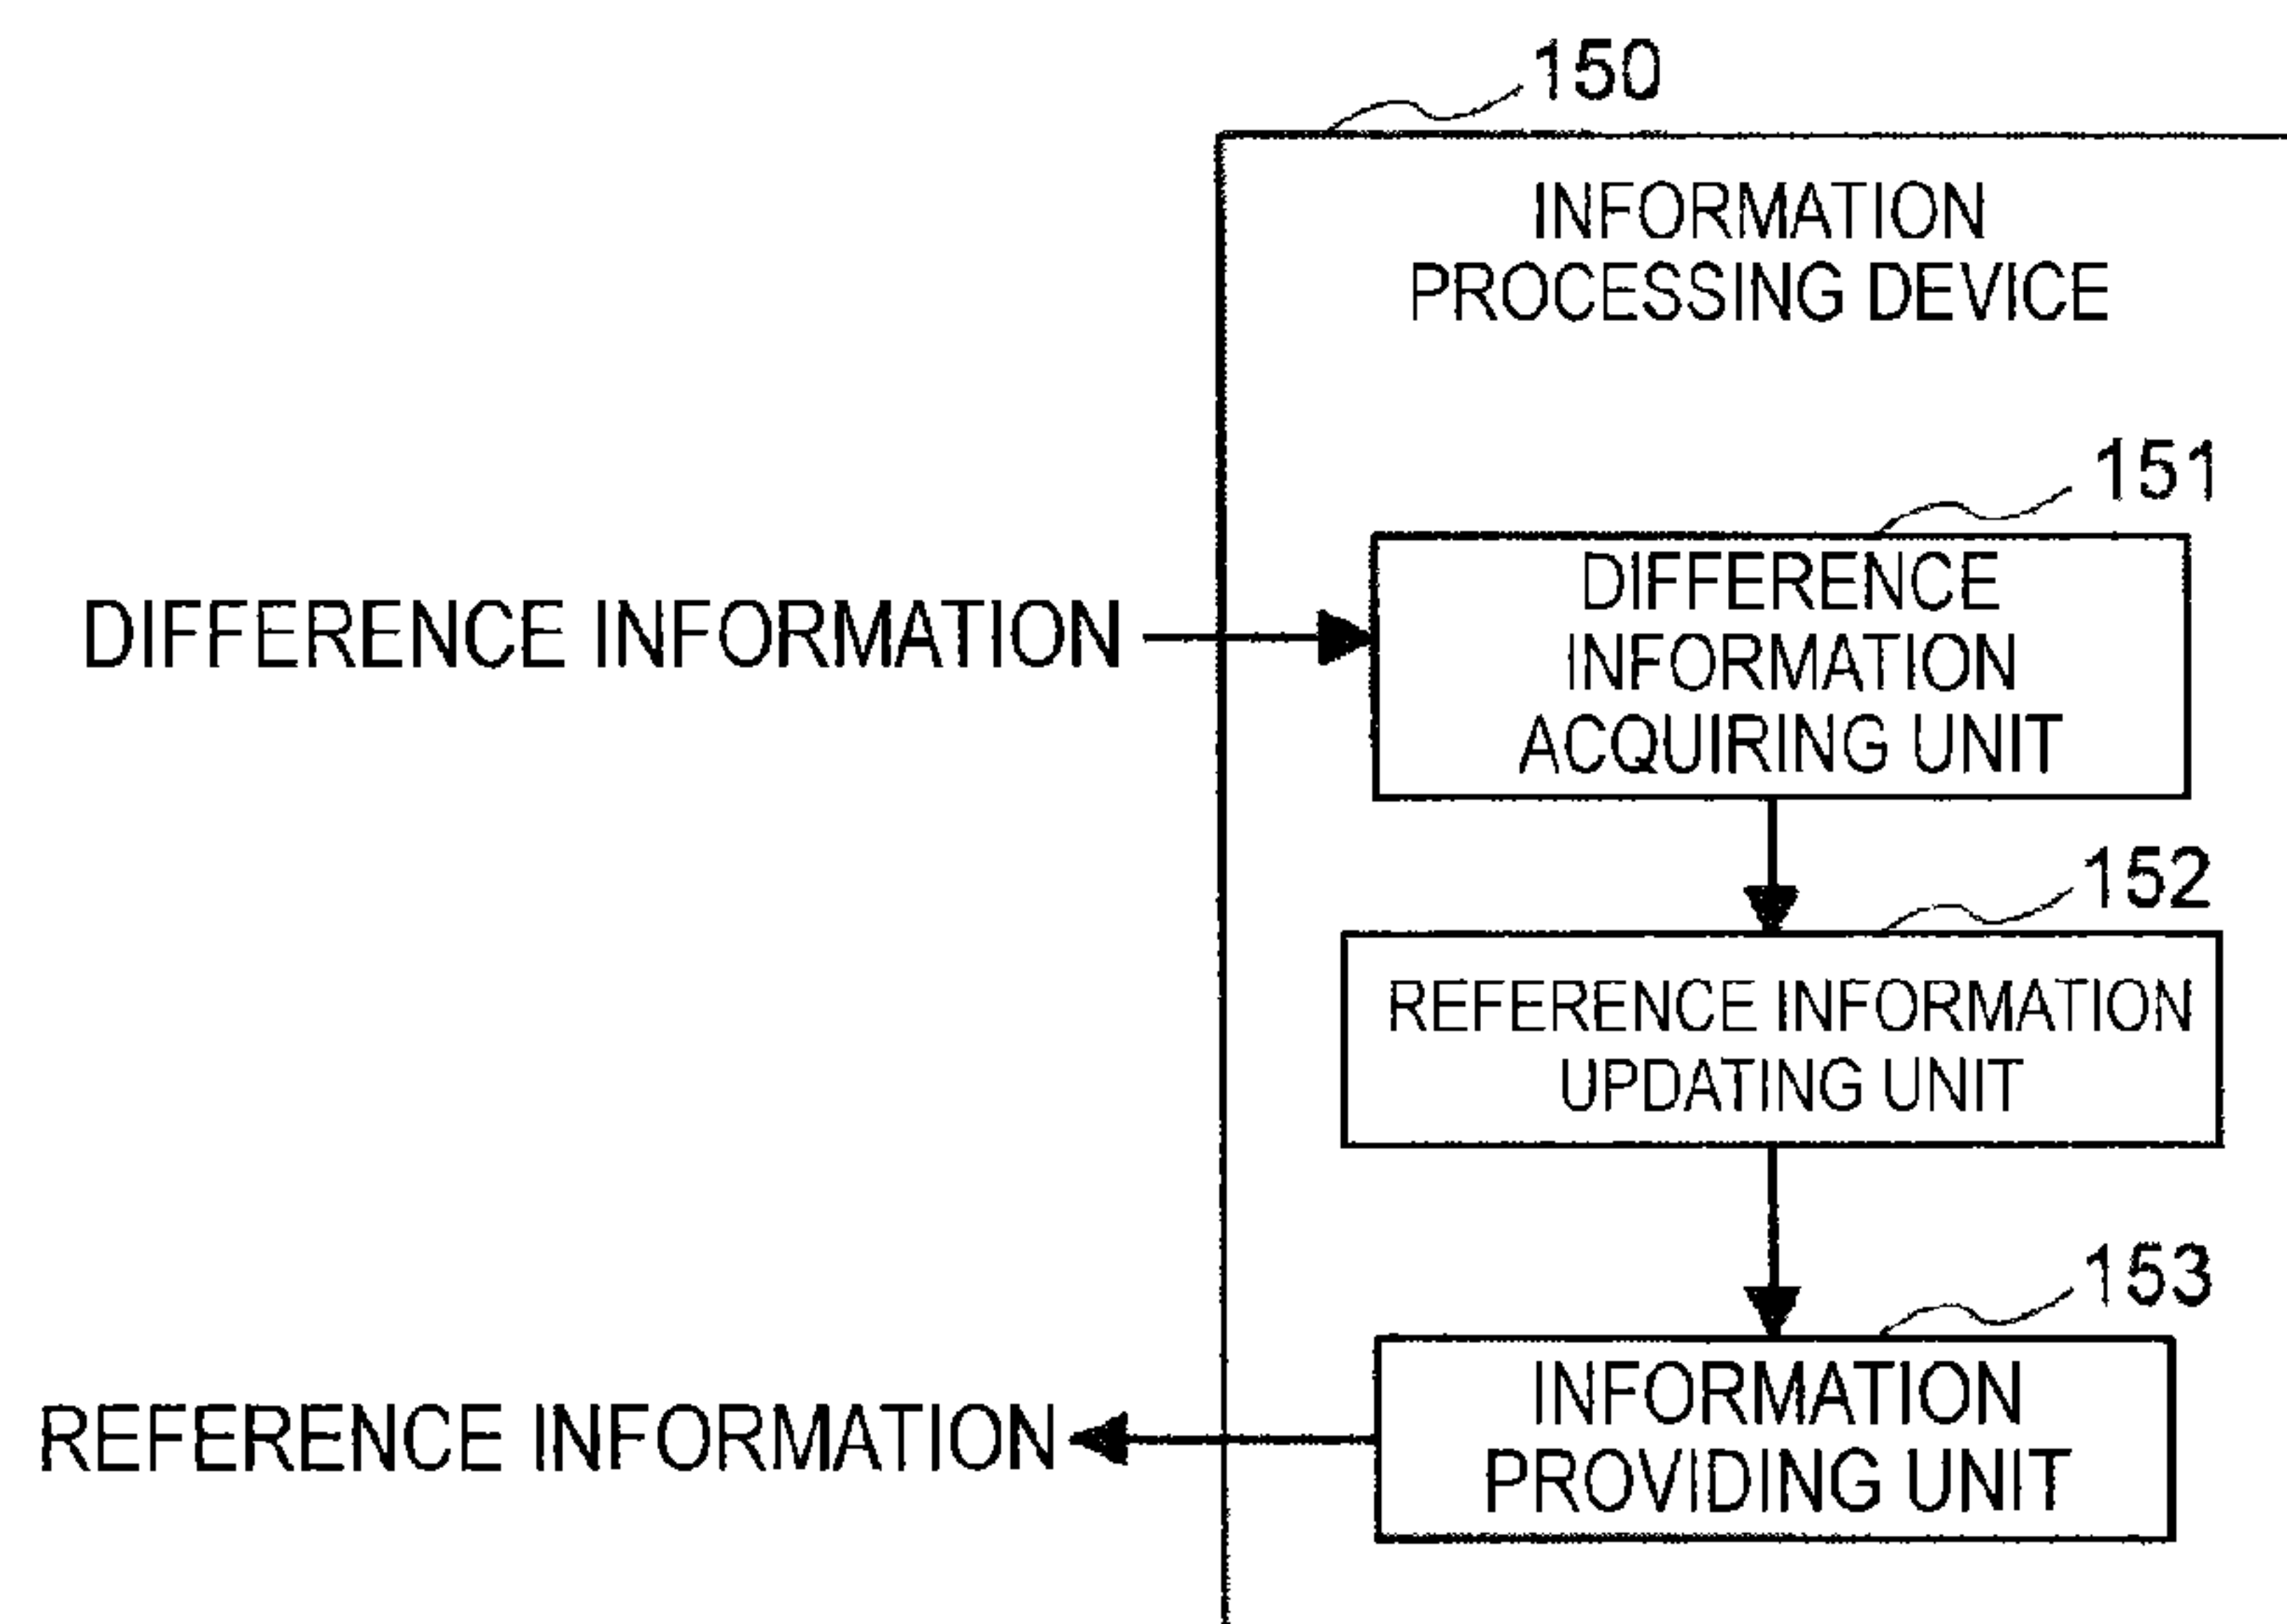 150
INFORMATION
PROCESSING DEVICE
151
DIFFERENCE INFORMATION
DIFFERENCE
INFORMATION
ACQUIRING UNIT
152
REFERENCE INFORMATION
UPDATING UNIT
153
REFERENCE INFORMATION
INFORMATION
PROVIDING UNIT